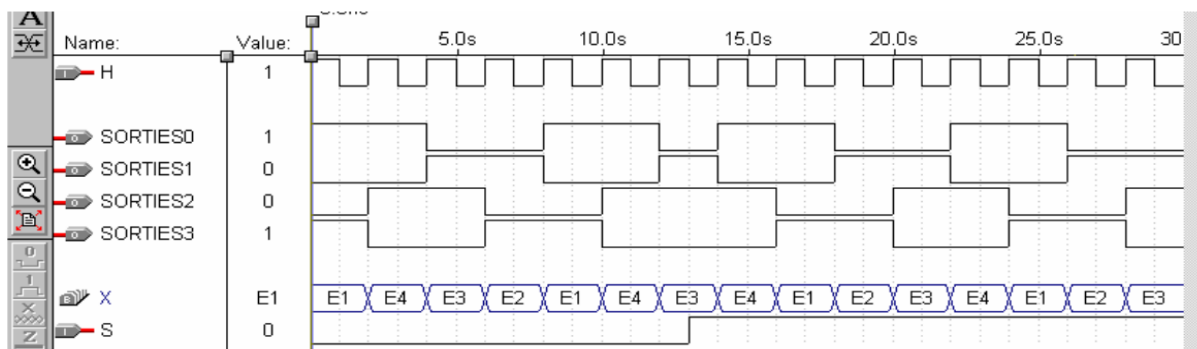 A
Name:
Value:
5.0s
10.0s
15.0s
20.0s
25.0s
30
H
1
SORTIES0
1
SORTIES1
0
SORTIES2
0
SORTIES3
1
X
E1
E1 E4 E3 E2 E1 E4 E3 E4 E1 E2 E3 E4 E1 E2 E3
S
0
0
1
X
Z